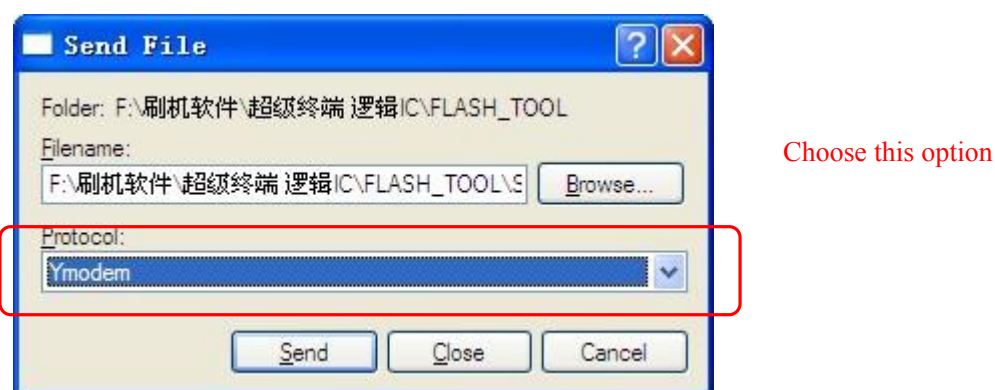 Send File
Folder: F:\刷机软件\超级终端 逻辑IC\FLASH_TOOL
Filename:
F:\刷机软件\超级终端 逻辑IC\FLASH_TOOL\S
Browse...
Choose this option
Protocol:
Ymodem
Send
Close
Cancel